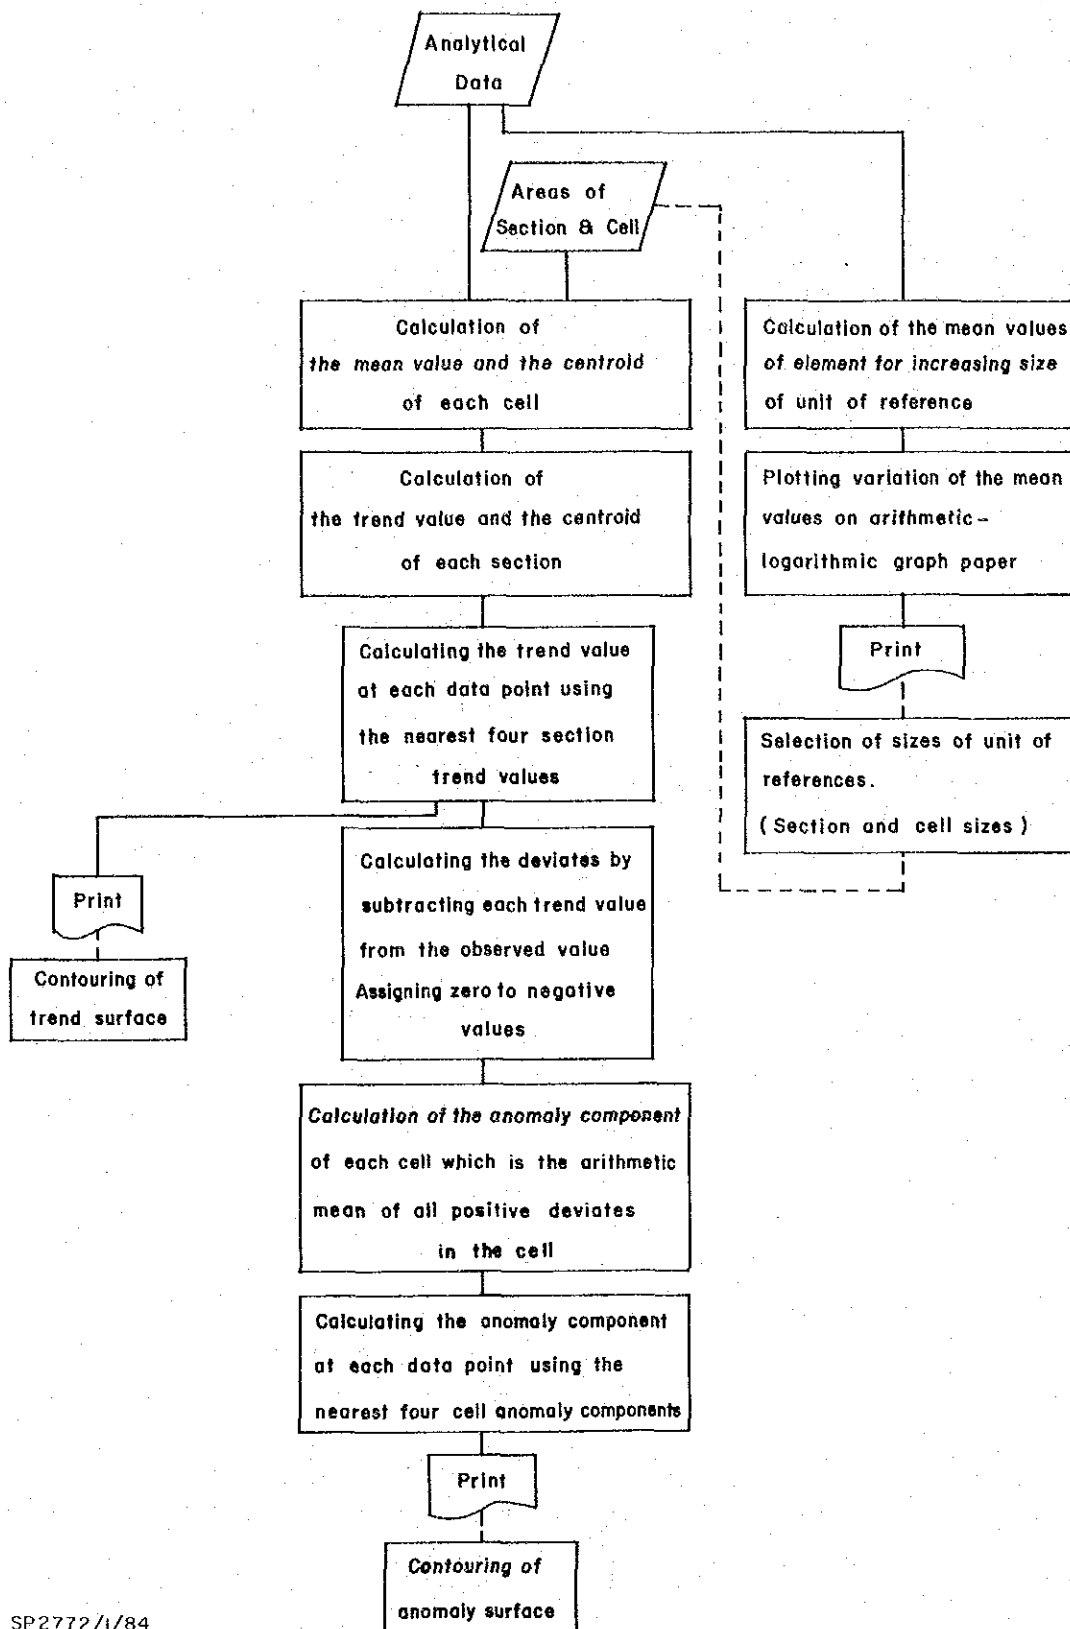 Analytical
Data
Areas of
Section & Cell
Calculation of
the mean value and the centroid
of each cell
Calculation of the mean values
of element for increasing size
of unit of reference
Calculation of
the trend value and the centroid
of each section
Plotting variation of the mean
values on arithmetic-
logarithmic graph paper
Print
Calculating the trend value
at each data point using
the nearest four section
trend values
Selection of sizes of unit of
references.
(Section and cell sizes)
Print
Contouring of
trend surface
Calculating the deviates by
subtracting each trend value
from the observed value
Assigning zero to negative
values
Calculation of the anomaly component
of each cell which is the arithmetic
mean of all positive deviates
in the cell
Calculating the anomaly component
at each data point using the
nearest four cell anomaly components
Print
Contouring of
anomaly surface
SP2772/1/84